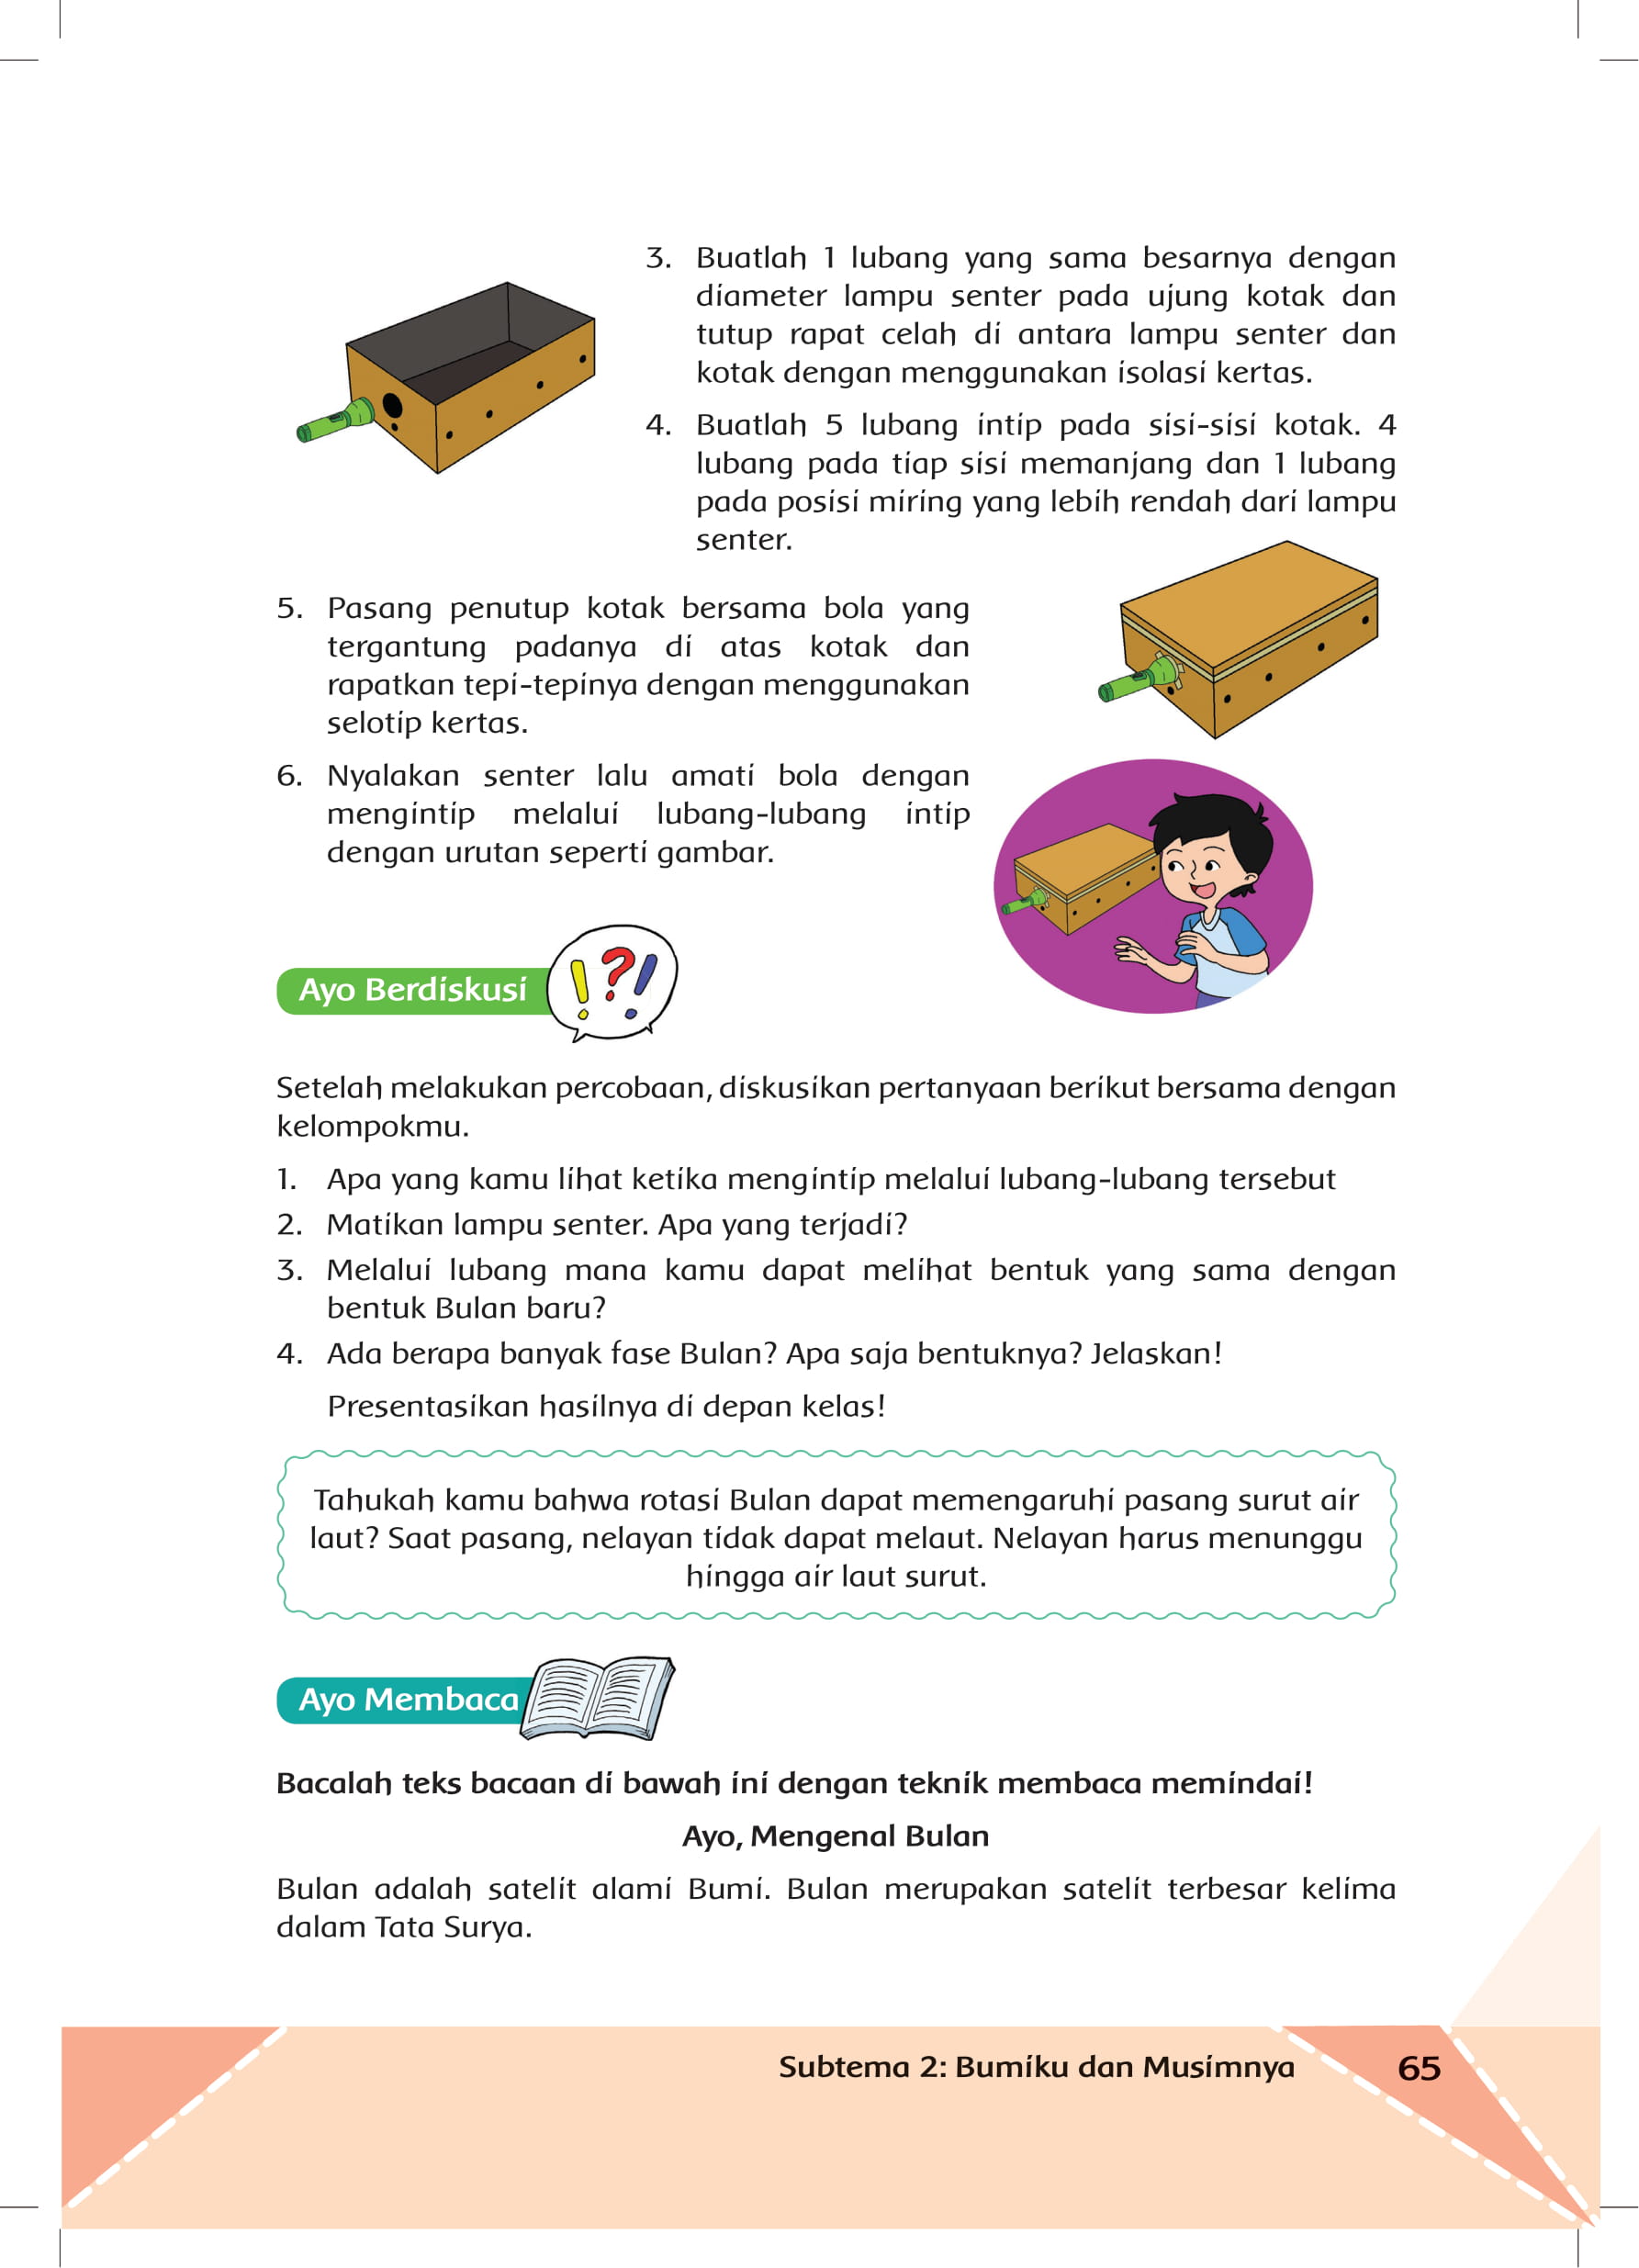 3. Buatlah 1 lubang yang sama besarnya dengan
diameter lampu senter pada ujung kotak dan
tutup rapat celah di antara lampu senter dan
kotak dengan menggunakan isolasi kertas.
4. Buatlah 5 lubang intip pada sisi-sisi kotak. 4
lubang pada tiap sisi memanjang dan 1 lubang
pada posisi miring yang lebih rendah dari lampu
senter.
5. Pasang penutup kotak bersama bola yang
tergantung padanya di atas kotak dan
rapatkan tepi-tepinya dengan menggunakan
selotip kertas.
6. Nyalakan senter lalu amati bola dengan
mengintip melalui lubang-lubang intip
dengan urutan seperti gambar.
Ayo Berdiskusi
!?!
Setelah melakukan percobaan, diskusikan pertanyaan berikut bersama dengan
kelompokmu.
1. Apa yang kamu lihat ketika mengintip melalui lubang-lubang tersebut
2. Matikan lampu senter. Apa yang terjadi?
3. Melalui lubang mana kamu dapat melihat bentuk yang sama dengan
bentuk Bulan baru?
4. Ada berapa banyak fase Bulan? Apa saja bentuknya? Jelaskan!
Presentasikan hasilnya di depan kelas!
Tahukah kamu bahwa rotasi Bulan dapat memengaruhi pasang surut air
laut? Saat pasang, nelayan tidak dapat melaut. Nelayan harus menunggu
hingga air laut surut.
Ayo Membaca
Bacalah teks bacaan di bawah ini dengan teknik membaca memindai!
Ayo, Mengenal Bulan
Bulan adalah satelit alami Bumi. Bulan merupakan satelit terbesar kelima
dalam Tata Surya.
Subtema 2: Bumiku dan Musimnya 65